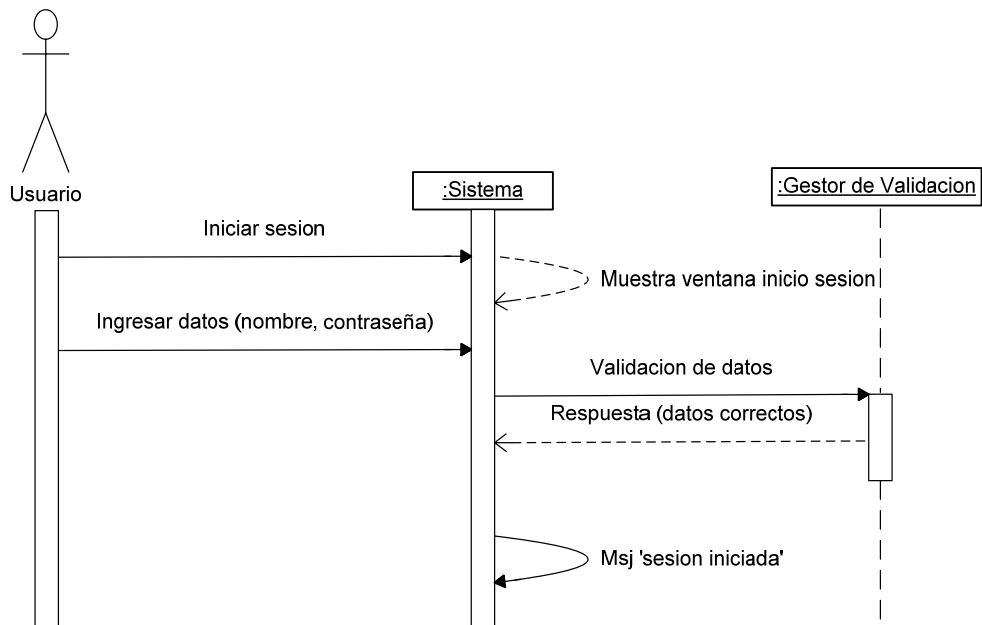 Usuario
:Sistema
:Gestor de Validacion
Iniciar sesion
Muestra ventana inicio sesion
Ingresar datos (nombre, contraseña)
Validacion de datos
Respuesta (datos correctos)
Msj 'sesion iniciada'